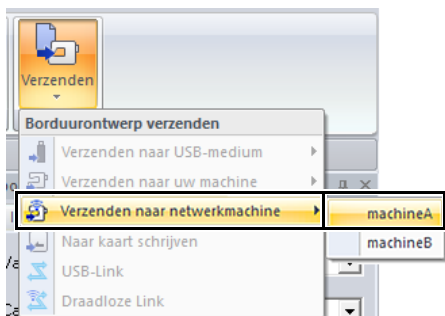 Verzenden
Borduurontwerp verzenden
Verzenden naar USB-medium
Verzenden naar uw machine
Verzenden naar netwerkmachine
machineA
Naar kaart schrijven
machineB
USB-Link
Draadloze Link